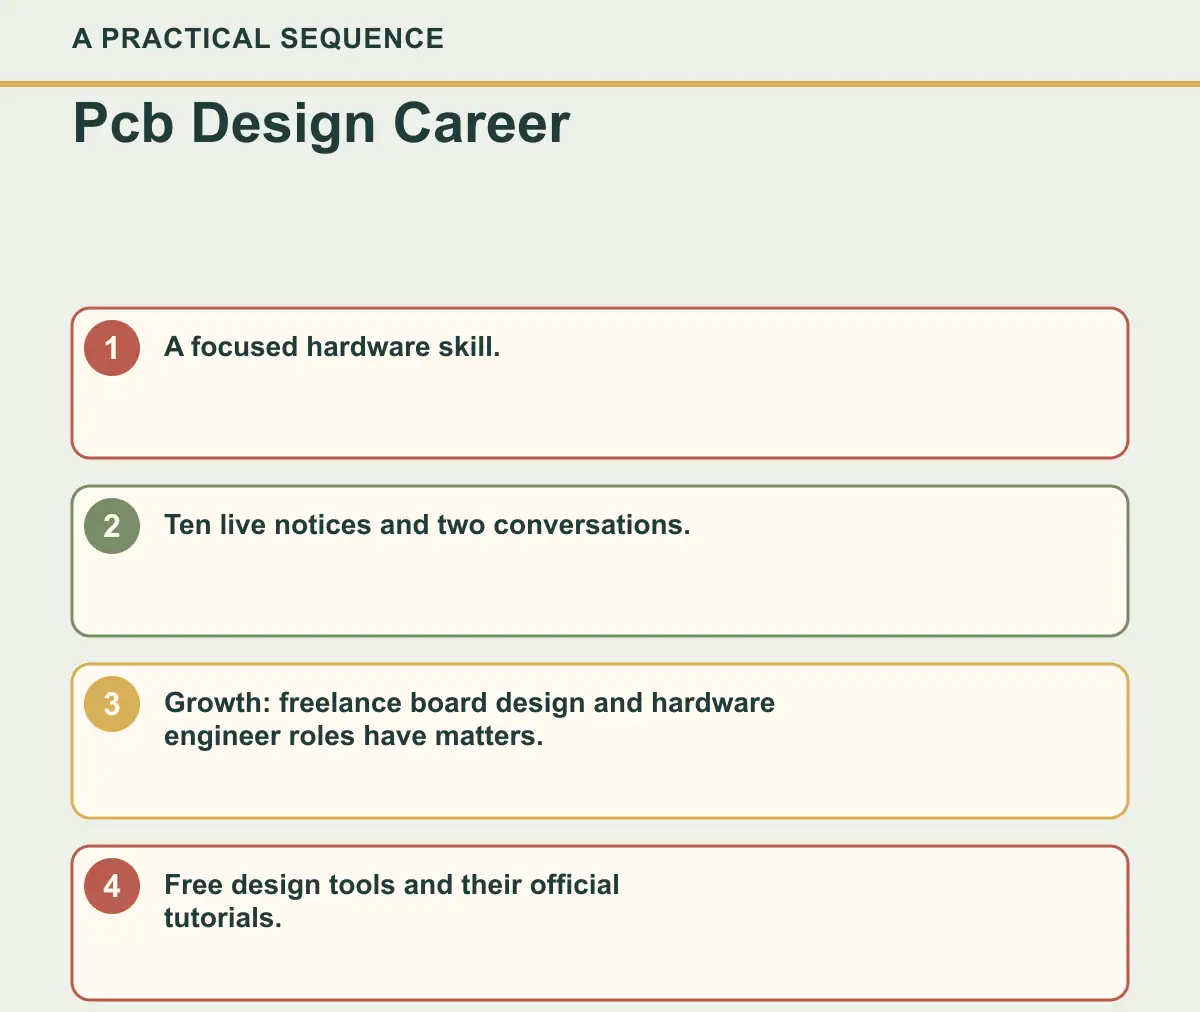 A PRACTICAL SEQUENCE
Pcb Design Career
1
A focused hardware skill.
2
Ten live notices and two conversations.
3
Growth: freelance board design and hardware
engineer roles have matters.
4
Free design tools and their official
tutorials.